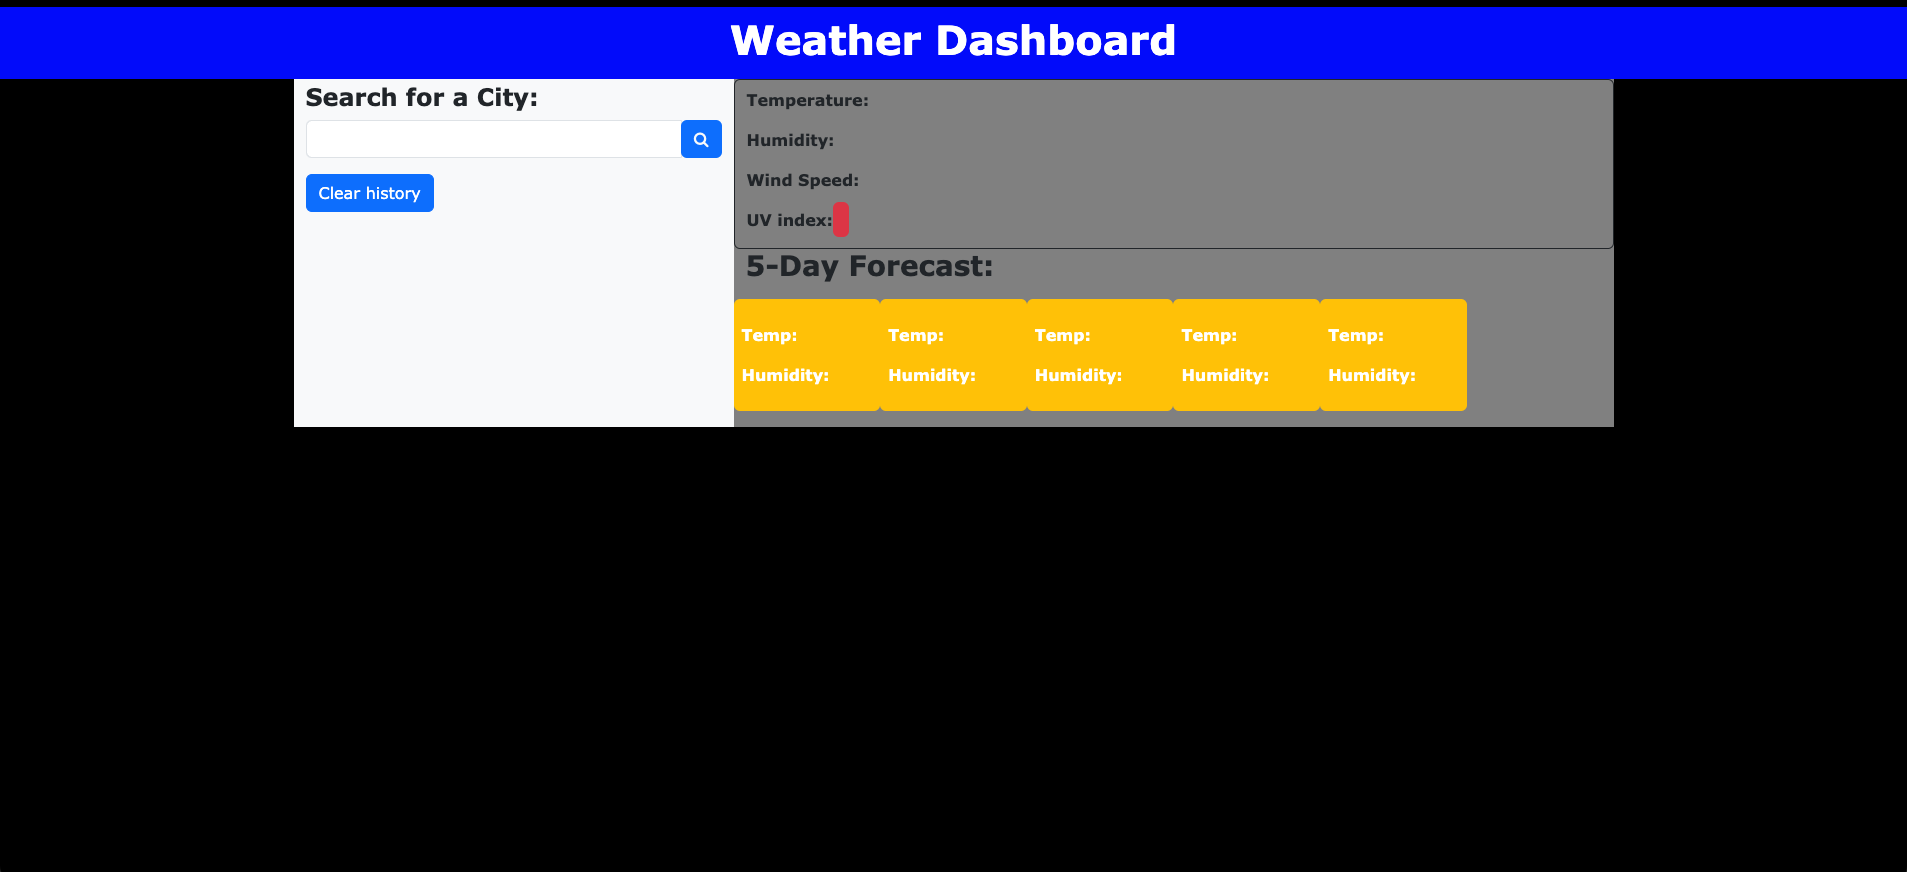 Weather Dashboard
Search for a City:
Clear history
Temperature:
Humidity:
Wind Speed:
UV index:
5-Day Forecast:
Temp: Temp: Temp: Temp: Temp:
Humidity: Humidity: Humidity: Humidity: Humidity: